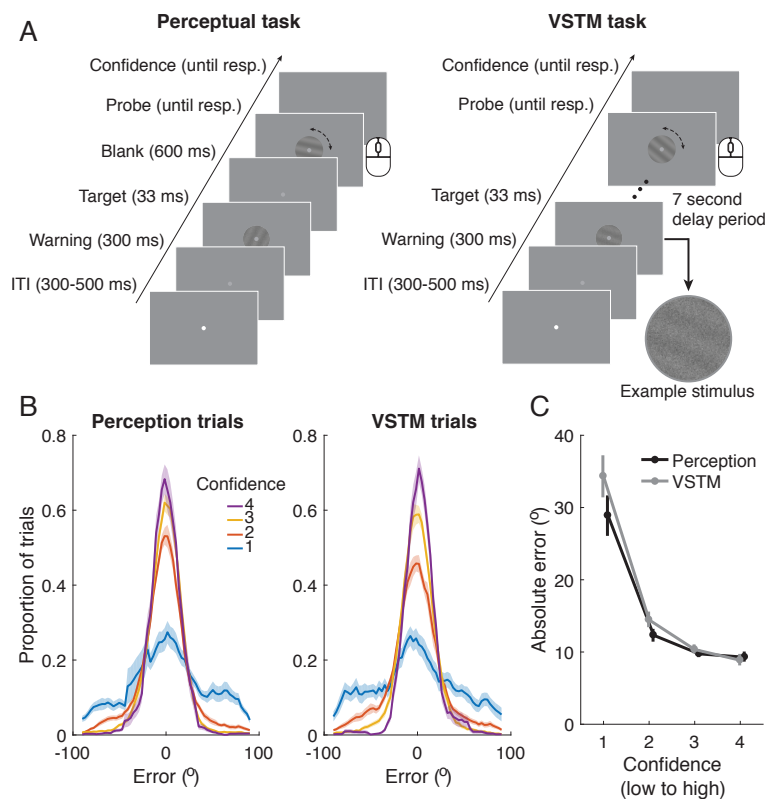 A
Perceptual task
Confidence (until resp.)
Probe (until resp.)
Blank (600 ms)
Target (33 ms)
Warning (300 ms)
ITI (300-500 ms)
VSTM task
Confidence (until resp.)
Probe (until resp.)
Target (33 ms)
Warning (300 ms)
ITI (300-500 ms)
7 second
delay period
Example stimulus
B
Perception trials
Proportion of trials
0.8
0.6
0.4
0.2
0
-100
0
100
Error (º)
Confidence
4
3
2
1
VSTM trials
0.8
0.6
0.4
0.2
0
-100
0
100
Error (º)
C
Absolute error (º)
40
30
20
10
0
Perception
VSTM
1
2
3
4
Confidence
(low to high)